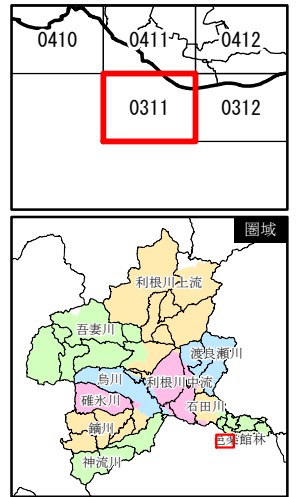 0410 0411 0412
0311 0312
圏域
利根川上流
吾妻川
渡良瀬川
烏川 利根川中流
碓氷川
石田川
鏑川
邑楽館林
神流川